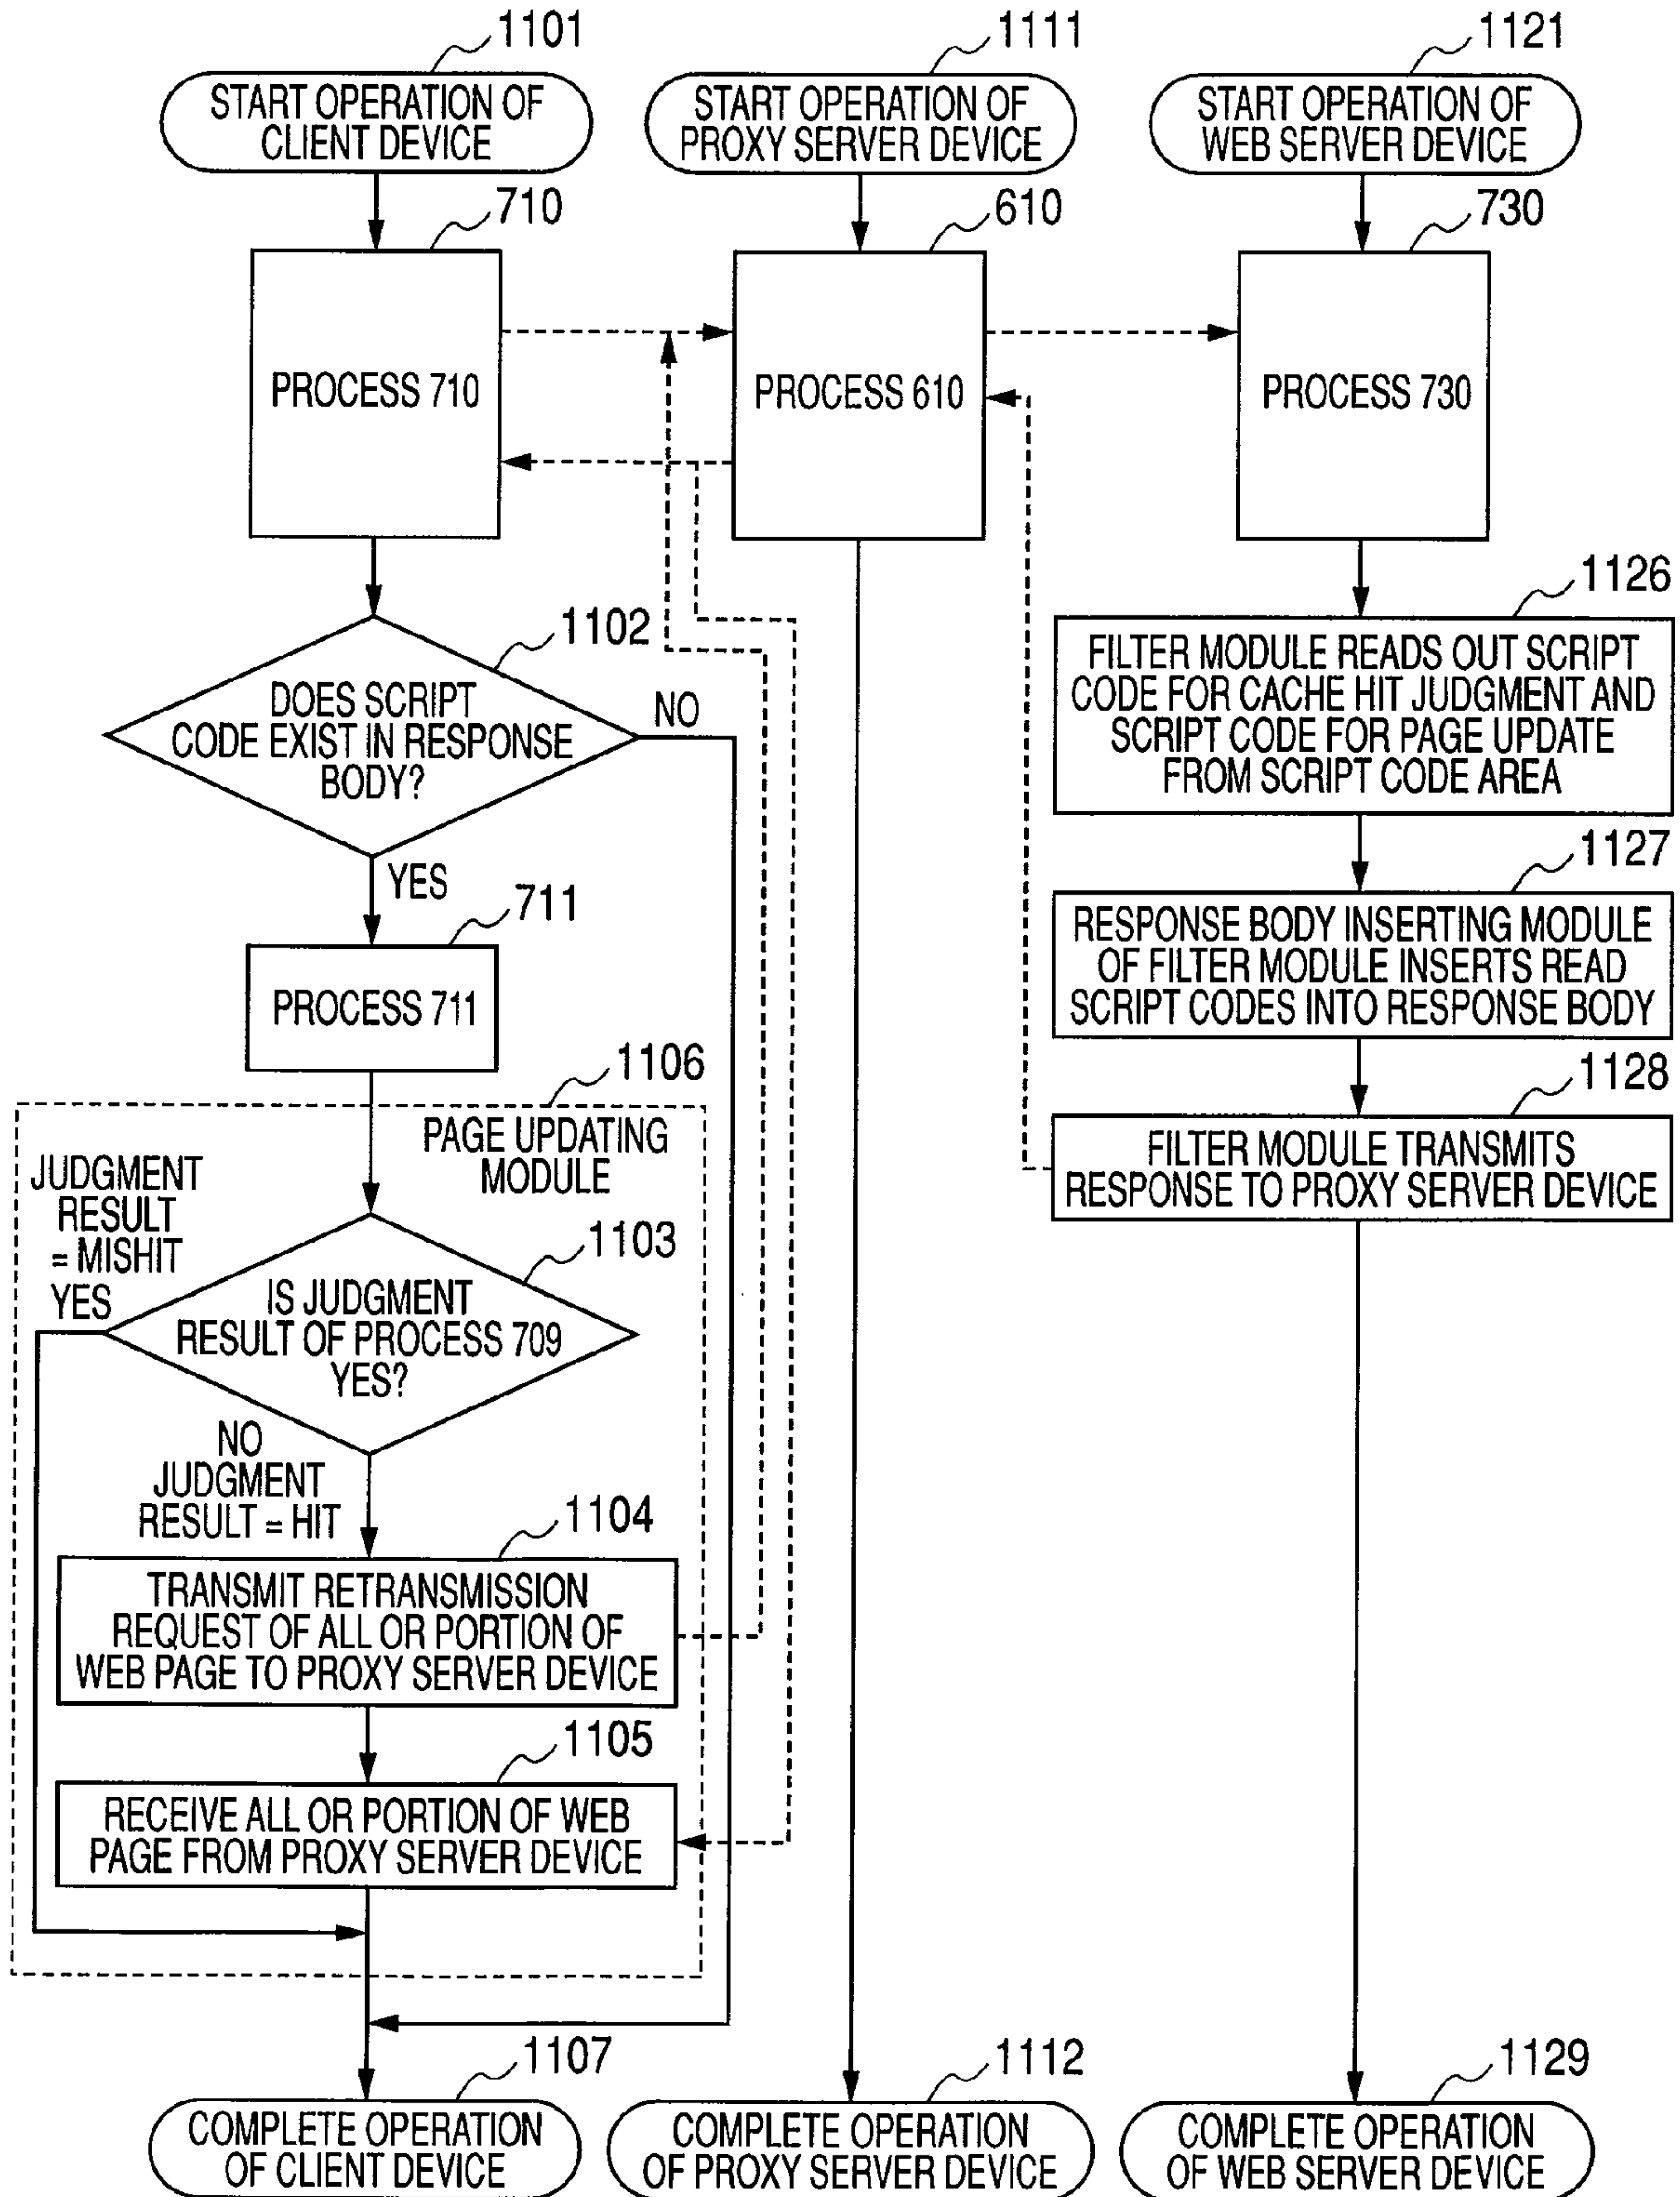 1101
1111
1121
START OPERATION OF
CLIENT DEVICE
START OPERATION OF
PROXY SERVER DEVICE
START OPERATION OF
WEB SERVER DEVICE
710
610
730
PROCESS 710
PROCESS 610
PROCESS 730
1102
DOES SCRIPT
CODE EXIST IN RESPONSE
BODY?
NO
YES
1126
FILTER MODULE READS OUT SCRIPT
CODE FOR CACHE HIT JUDGMENT AND
SCRIPT CODE FOR PAGE UPDATE
FROM SCRIPT CODE AREA
711
PROCESS 711
1127
RESPONSE BODY INSERTING MODULE
OF FILTER MODULE INSERTS READ
SCRIPT CODES INTO RESPONSE BODY
1106
PAGE UPDATING
MODULE
1128
FILTER MODULE TRANSMITS
RESPONSE TO PROXY SERVER DEVICE
JUDGMENT
RESULT
= MISHIT
YES
1103
IS JUDGMENT
RESULT OF PROCESS 709
YES?
NO
JUDGMENT
RESULT = HIT
1104
TRANSMIT RETRANSMISSION
REQUEST OF ALL OR PORTION OF
WEB PAGE TO PROXY SERVER DEVICE
1105
RECEIVE ALL OR PORTION OF WEB
PAGE FROM PROXY SERVER DEVICE
1107
1112
1129
COMPLETE OPERATION
OF CLIENT DEVICE
COMPLETE OPERATION
OF PROXY SERVER DEVICE
COMPLETE OPERATION
OF WEB SERVER DEVICE